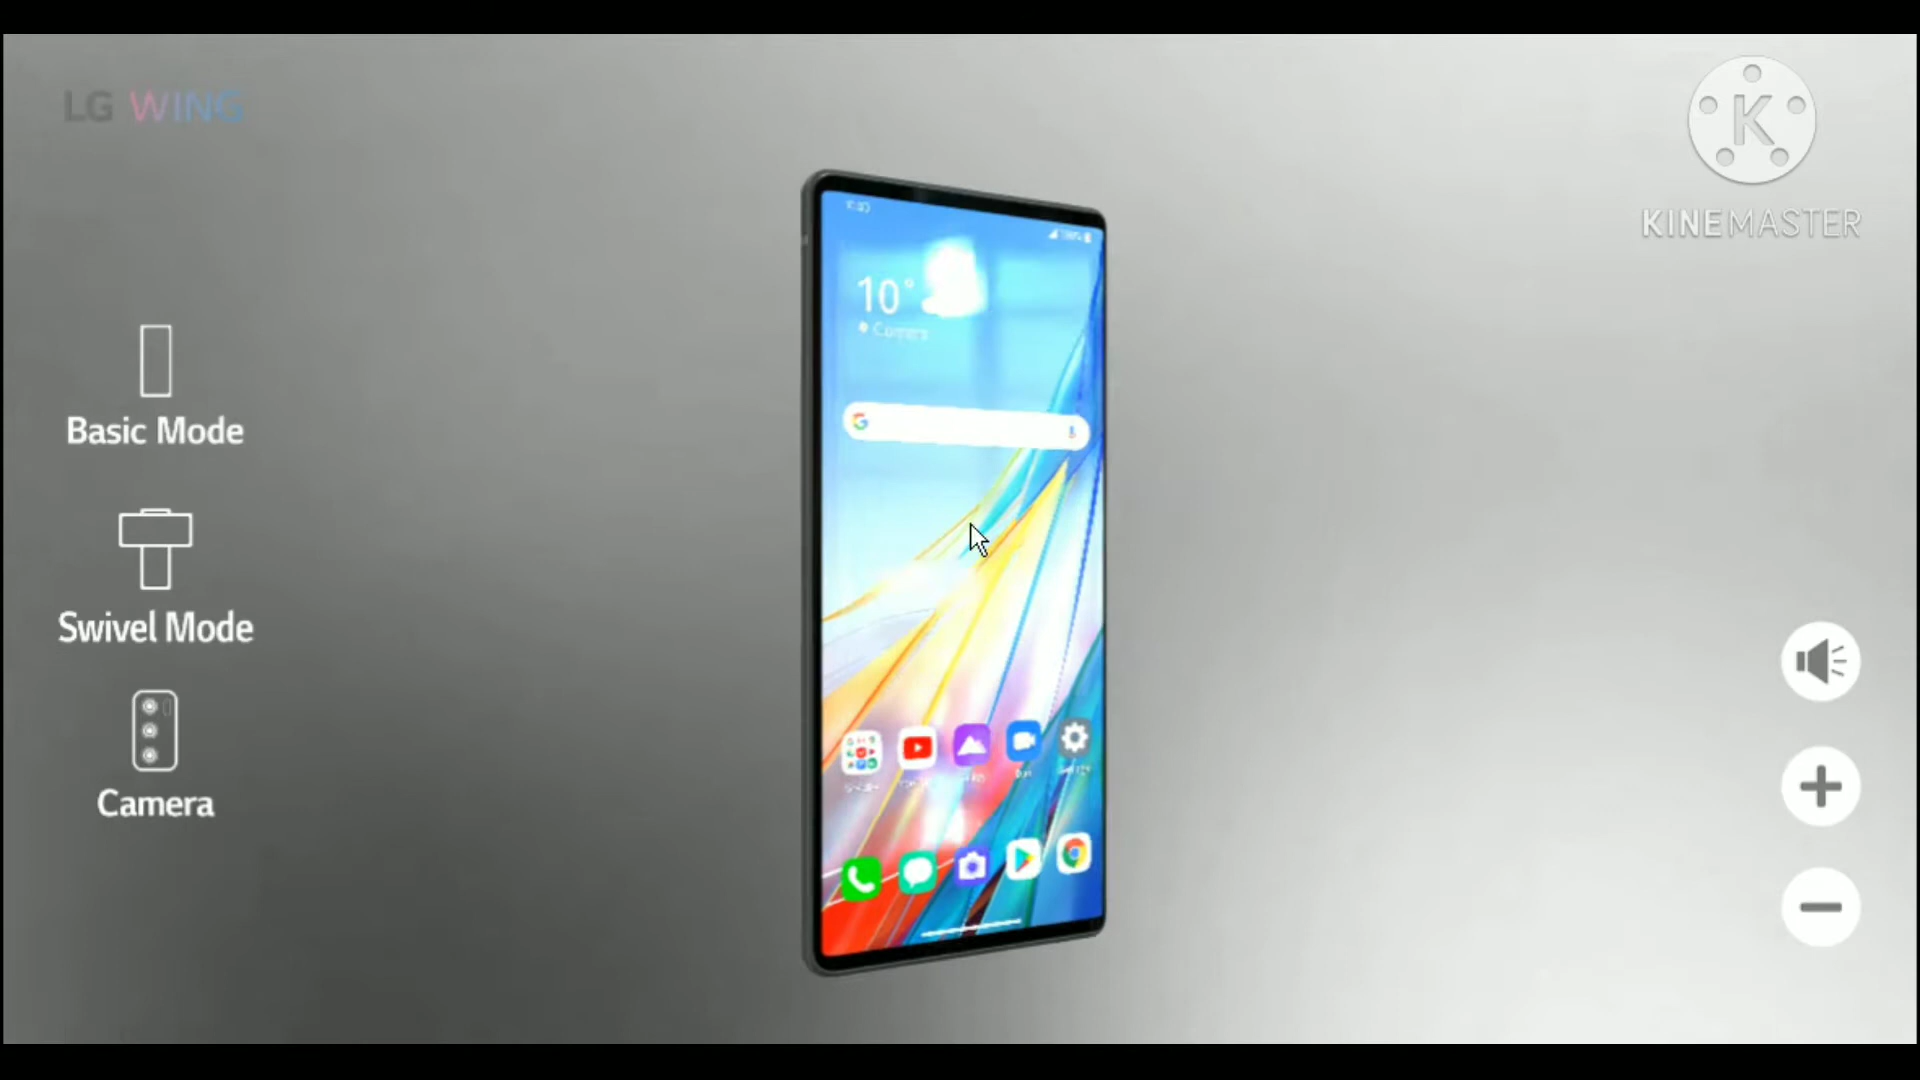 LG WING
K
KINEMASTER
10°
Basic Mode
Swivel Mode
Camera